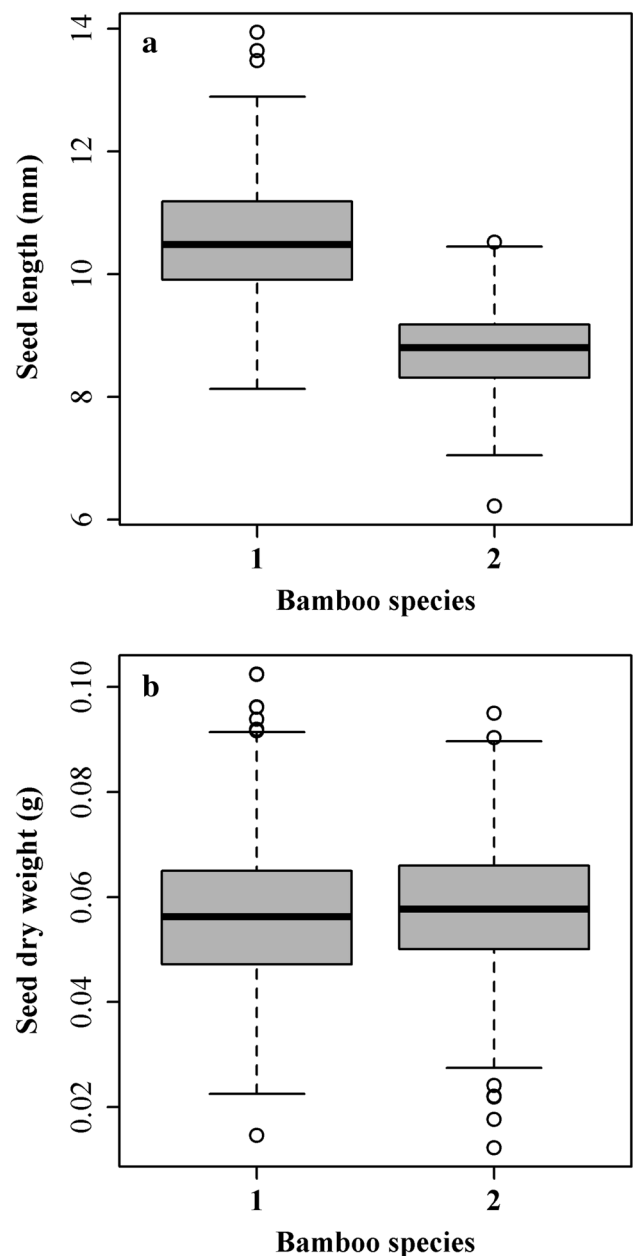 a
Seed length (mm)
14
12
10
8
6
1
2
Bamboo species
b
Seed dry weight (g)
0.10
0.08
0.06
0.04
0.02
1
2
Bamboo species